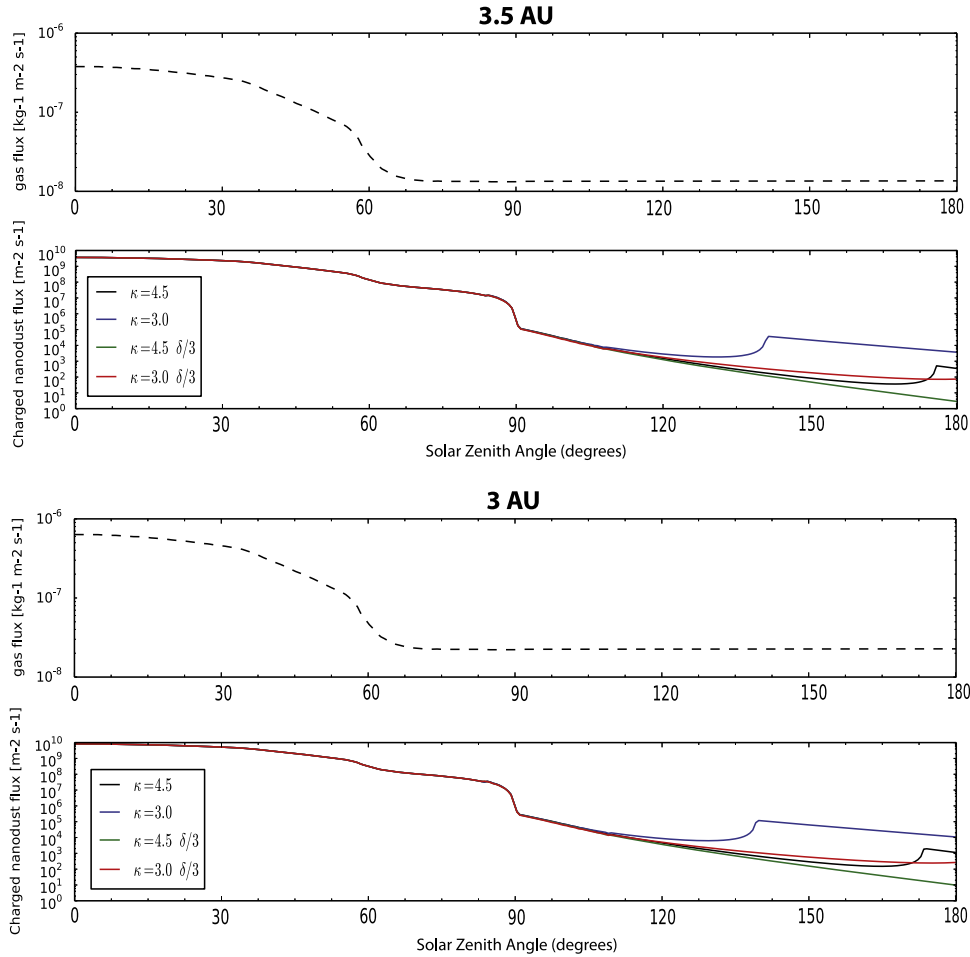 3.5 AU
gas flux [kg-1 m-2 s-1]
10^-6
10^-7
10^-8
0 30 60 90 120 150 180
Charged nanodust flux [m-2 s-1]
10^10
10^9
10^8
10^7
10^6
10^5
10^4
10^3
10^2
10^1
10^0
κ=4.5
κ=3.0
κ=4.5 δ/3
κ=3.0 δ/3
0 30 60 90 120 150 180
Solar Zenith Angle (degrees)
3 AU
gas flux [kg-1 m-2 s-1]
10^-6
10^-7
10^-8
0 30 60 90 120 150 180
Charged nanodust flux [m-2 s-1]
10^10
10^9
10^8
10^7
10^6
10^5
10^4
10^3
10^2
10^1
10^0
κ=4.5
κ=3.0
κ=4.5 δ/3
κ=3.0 δ/3
0 30 60 90 120 150 180
Solar Zenith Angle (degrees)